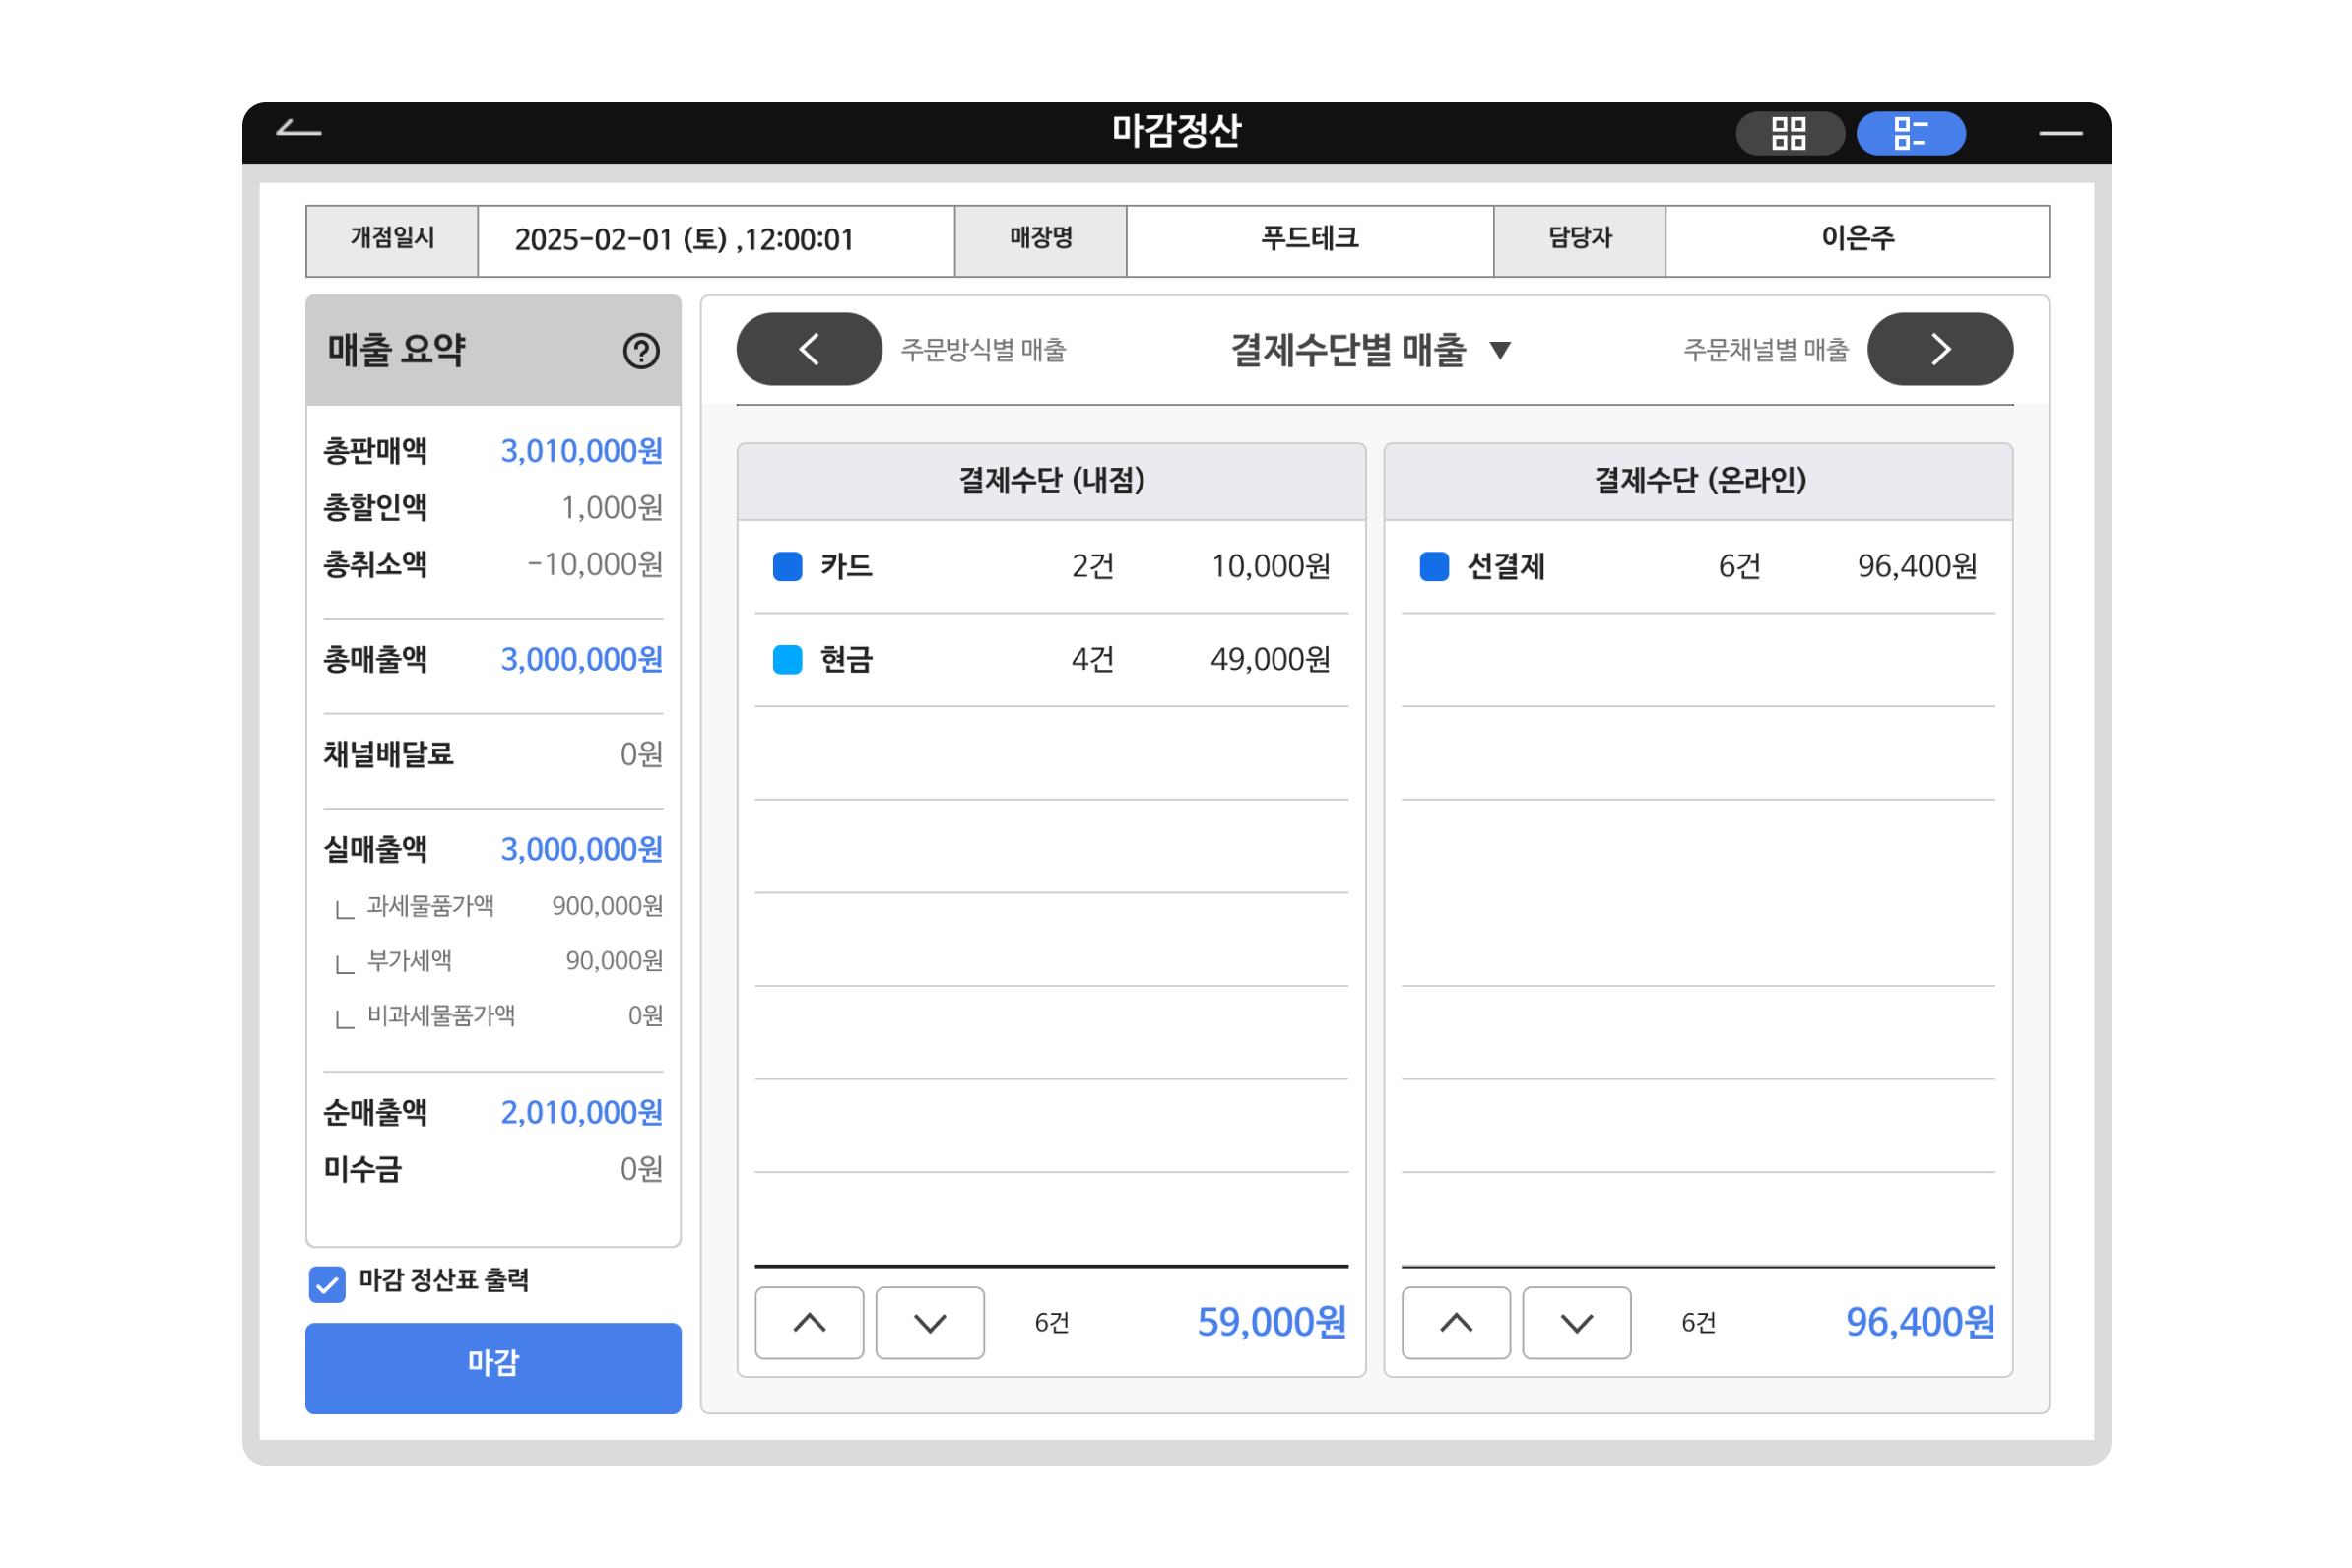 마감정산
개점일시 2025-02-01 (토) ,12:00:01 매장명 푸드테크 담당자 이은주
매출 요약 ?
총판매액 3,010,000원
총할인액 1,000원
총취소액 -10,000원
총매출액 3,000,000원
채널배달료 0원
실매출액 3,000,000원
과세물품가액 900,000원
부가세액 90,000원
비과세물품가액 0원
순매출액 2,010,000원
미수금 0원
마감 정산표 출력
마감
주문방식별 매출 결제수단별 매출 ▼ 주문채널별 매출
결제수단 (내점)
카드 2건 10,000원
현금 4건 49,000원
6건 59,000원
결제수단 (온라인)
선결제 6건 96,400원
6건 96,400원